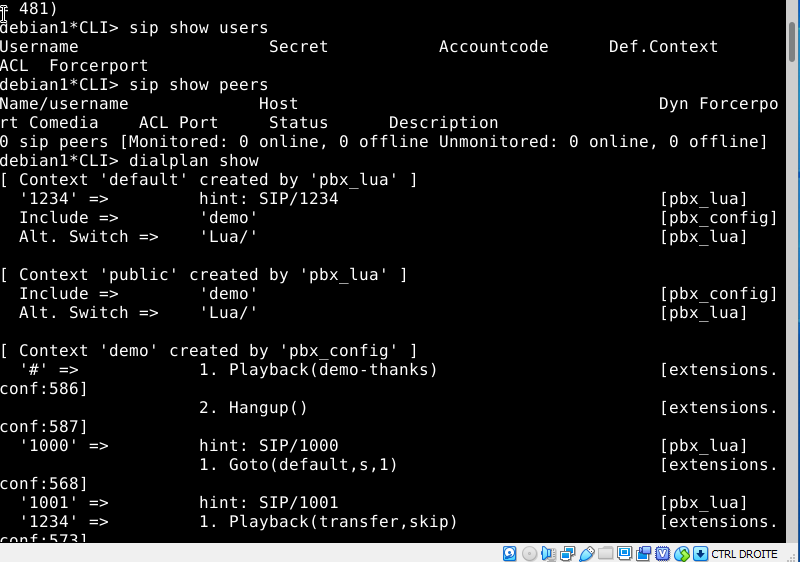 = 481)
debian1*CLI> sip show users
Username                   Secret           Accountcode      Def.Context
ACL  Forcerport
debian1*CLI> sip show peers
Name/username             Host                                    Dyn Forcerpo
rt Comedia    ACL Port     Status      Description
0 sip peers [Monitored: 0 online, 0 offline Unmonitored: 0 online, 0 offline]
debian1*CLI> dialplan show
[ Context 'default' created by 'pbx_lua' ]
  '1234' =>         hint: SIP/1234                                [pbx_lua]
  Include =>        'demo'                                        [pbx_config]
  Alt. Switch =>    'Lua/'                                        [pbx_lua]

[ Context 'public' created by 'pbx_lua' ]
  Include =>        'demo'                                        [pbx_config]
  Alt. Switch =>    'Lua/'                                        [pbx_lua]

[ Context 'demo' created by 'pbx_config' ]
  '#' =>            1. Playback(demo-thanks)                      [extensions.
conf:586]
                    2. Hangup()                                   [extensions.
conf:587]
  '1000' =>         hint: SIP/1000                                [pbx_lua]
                    1. Goto(default,s,1)                          [extensions.
conf:568]
  '1001' =>         hint: SIP/1001                                [pbx_lua]
  '1234' =>         1. Playback(transfer,skip)                    [extensions.
conf:573]
CTRL DROITE